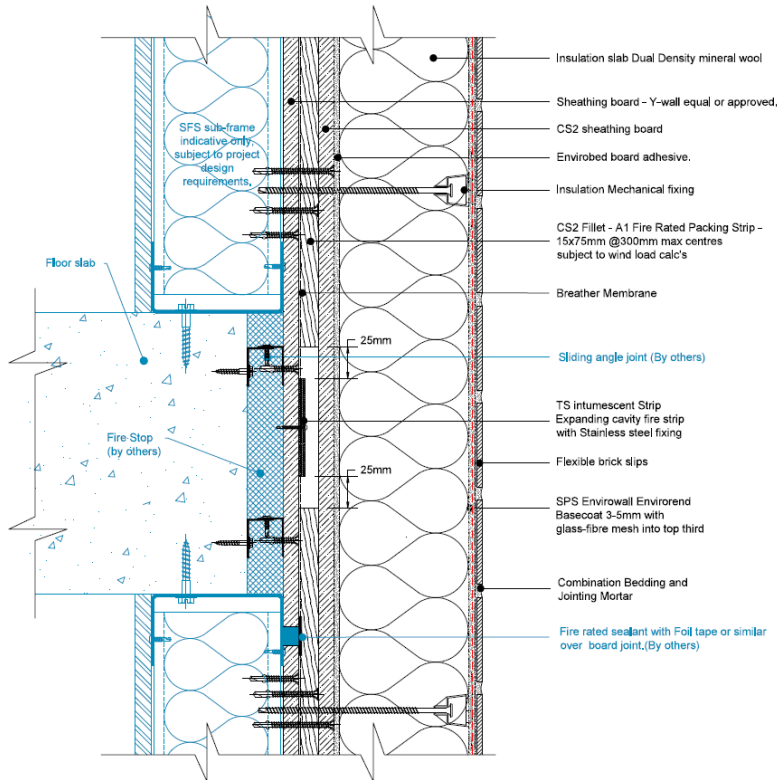 Insulation slab Dual Density mineral wool
Sheathing board - Y-wall equal or approved.
CS2 sheathing board
SFS sub-frame
indicative only,
subject to project
design
requirements.
Envirobed board adhesive.
Insulation Mechanical fixing
CS2 Fillet - A1 Fire Rated Packing Strip -
15x75mm @300mm max centres
subject to wind load calc's
Floor slab
Breather Membrane
25mm
Sliding angle joint (By others)
TS intumescent Strip
Expanding cavity fire strip
with Stainless steel fixing
Fire Stop
(by others)
Flexible brick slips
25mm
SPS Envirowall Envirorend
Basecoat 3-5mm with
glass-fibre mesh into top third
Combination Bedding and
Jointing Mortar
Fire rated sealant with Foil tape or similar
over board joint.(By others)